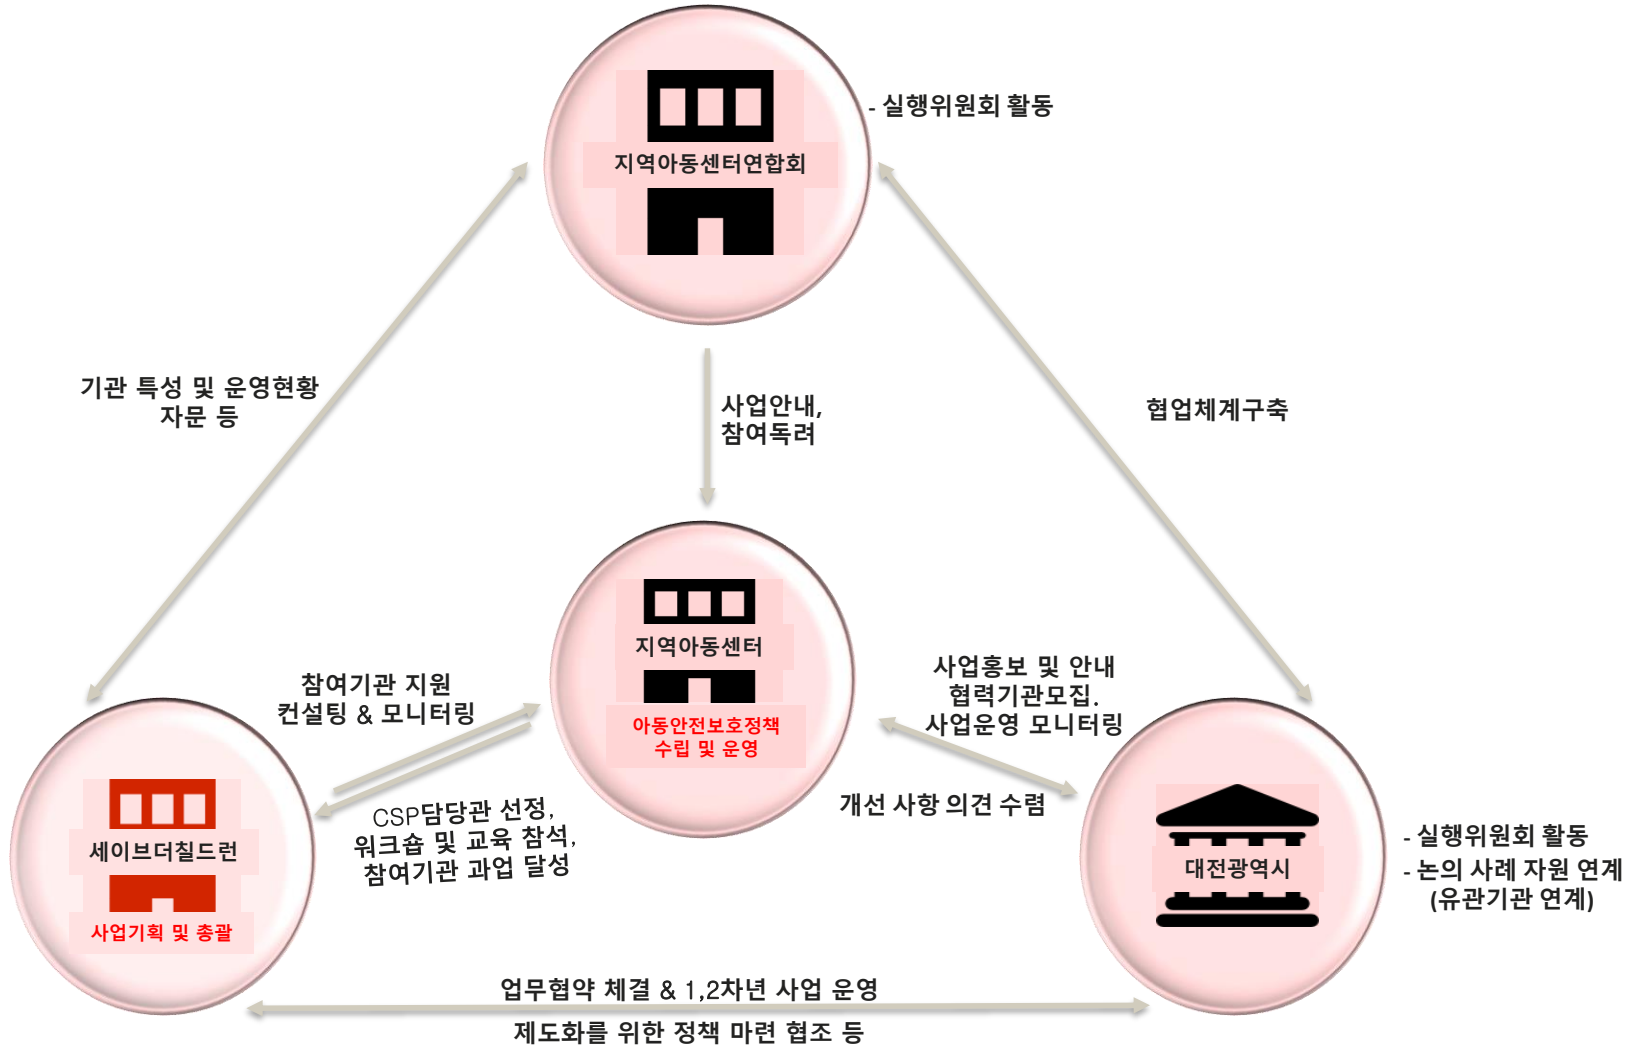 - 실행위원회 활동
지역아동센터연합회
기관 특성 및 운영현황
자문 등
사업안내,
참여독려
협업체계구축
지역아동센터
아동안전보호정책
수립 및 운영
참여기관 지원
컨설팅 & 모니터링
사업홍보 및 안내
협력기관모집.
사업운영 모니터링
CSP담당관 선정,
워크숍 및 교육 참석,
참여기관 과업 달성
개선 사항 의견 수렴
세이브더칠드런
사업기획 및 총괄
대전광역시
- 실행위원회 활동
- 논의 사례 자원 연계
(유관기관 연계)
업무협약 체결 & 1,2차년 사업 운영
제도화를 위한 정책 마련 협조 등